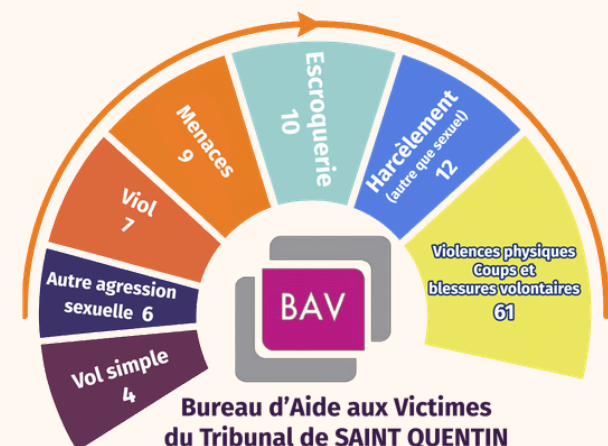 Vol simple
4
Autre agression
sexuelle 6
Viol
7
Menaces
9
Escroquerie
10
Harcèlement
(autre que sexuel)
12
Violences physiques
Coups et
blessures volontaires
61
BAV
Bureau d’Aide aux Victimes
du Tribunal de SAINT QUENTIN